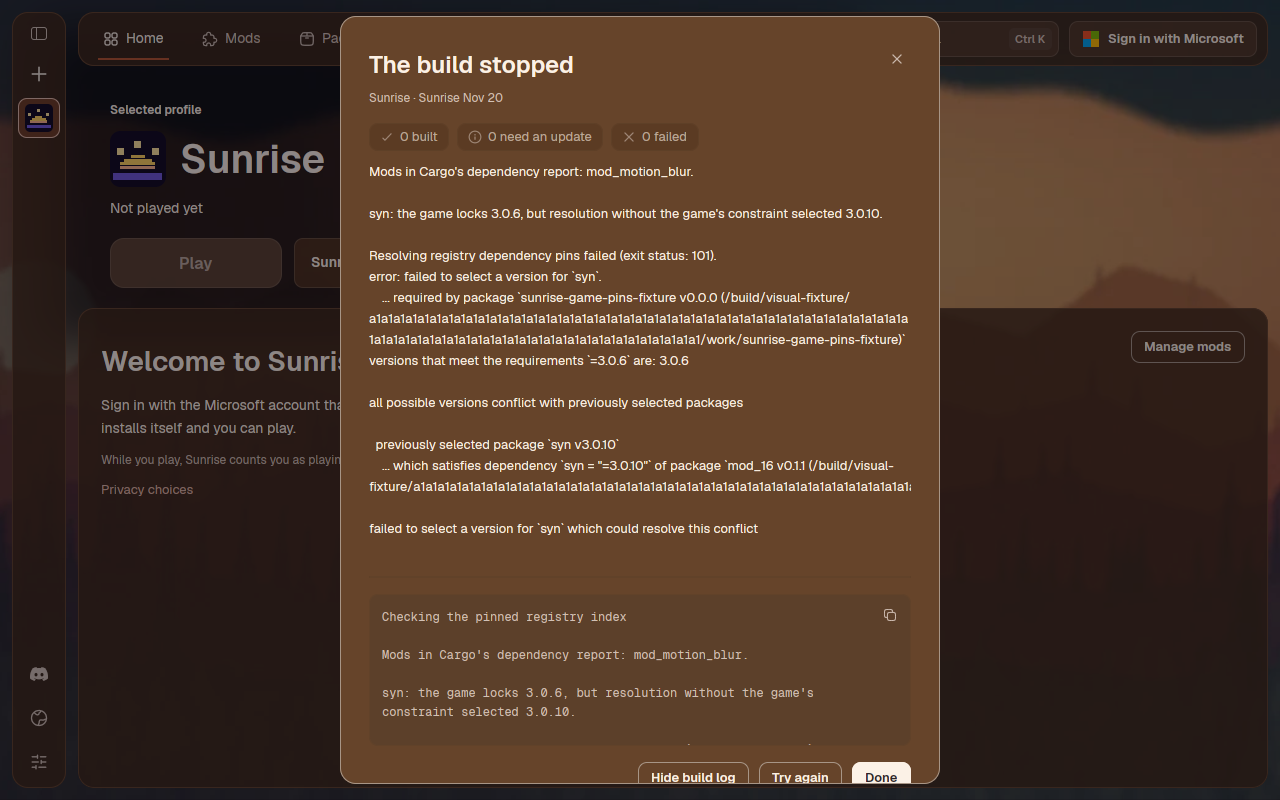 Home
Mods
Ctrl K
Sign in with Microsoft
Selected profile
Sunrise
Not played yet
Play
Welcome to
Sign in with the Microsoft account
installs itself and you can play.
While you play, Sunrise counts you as
Privacy choices
Manage mods
The build stopped
Sunrise · Sunrise Nov 20
0 built
0 need an update
0 failed
Mods in Cargo's dependency report: mod_motion_blur.
syn: the game locks 3.0.6, but resolution without the game's constraint selected 3.0.10.
Resolving registry dependency pins failed (exit status: 101).
error: failed to select a version for `syn`.
... required by package `sunrise-game-pins-fixture v0.0.0 (/build/visual-fixture/
/work/sunrise-game-pins-fixture)`
versions that meet the requirements `=3.0.6` are: 3.0.6
all possible versions conflict with previously selected packages
previously selected package `syn v3.0.10`
... which satisfies dependency `syn = "=3.0.10"` of package `mod_16 v0.1.1 (/build/visual-
fixture/
failed to select a version for `syn` which could resolve this conflict
Checking the pinned registry index
Mods in Cargo's dependency report: mod_motion_blur.
syn: the game locks 3.0.6, but resolution without the game's
constraint selected 3.0.10.
Hide build log
Try again
Done